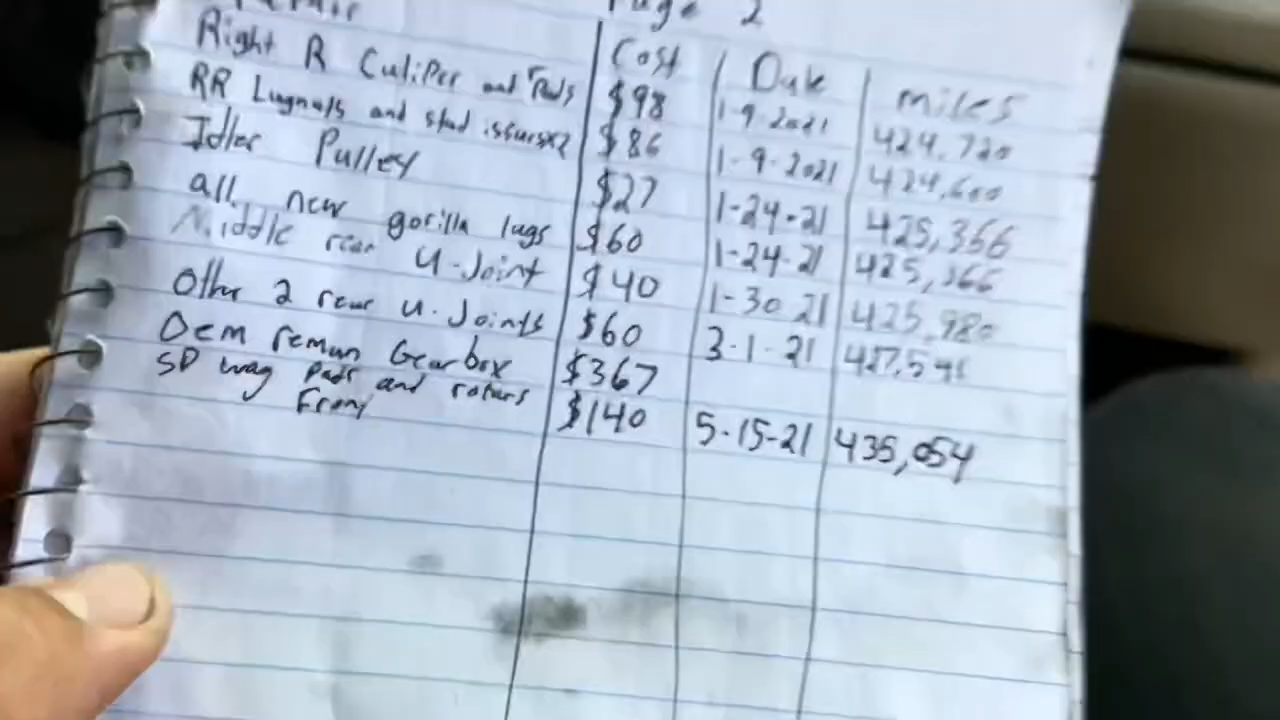 Page 2
Cost Date miles
Right R Caliper and Pads $98 1-9-2021 424,720
RR Lugnuts and stud issuesx2 $86 1-9-2021 424,600
Idler Pulley $27 1-24-21 425,366
all new gorilla lugs $60 1-24-21 425,366
Middle rear U-Joint $40 1-30 21 425,980
Other 2 rear U-Joints $60 3-1-21
Oem reman Gearbox $367
SD wag pads and rotors $140 5-15-21 435,054
Front